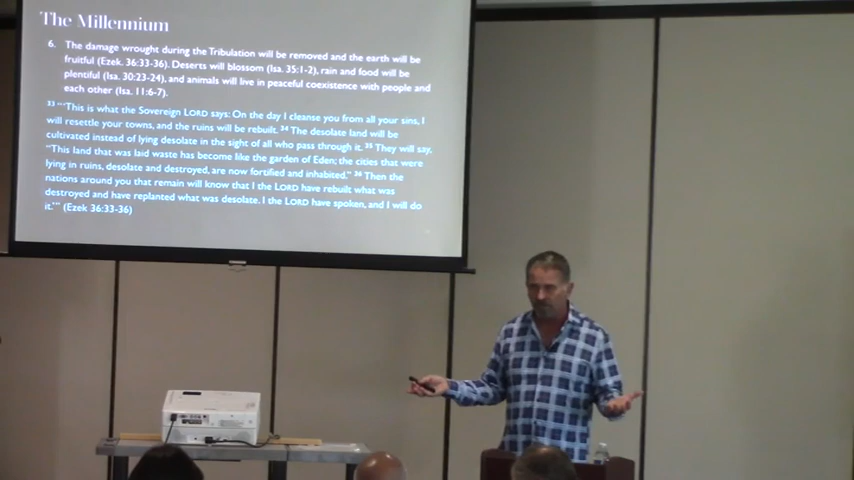 The Millennium
6. The damage wrought during the Tribulation will be removed and the earth will be
fruitful (Ezek. 36:33-36). Deserts will blossom (Isa. 35:1-2), rain and food will be
plentiful (Isa. 30:23-24), and animals will live in peaceful coexistence with people and
each other (Isa. 11:6-7).
33 "'"This is what the Sovereign LORD says: On the day I cleanse you from all your sins, I
will resettle your towns, and the ruins will be rebuilt. 34 The desolate land will be
cultivated instead of lying desolate in the sight of all who pass through it. 35 They will say,
"This land that was laid waste has become like the garden of Eden; the cities that were
lying in ruins, desolate and destroyed, are now fortified and inhabited." 36 Then the
nations around you that remain will know that I the LORD have rebuilt what was
destroyed and have replanted what was desolate. I the LORD have spoken, and I will do
it.'" (Ezek 36:33-36)